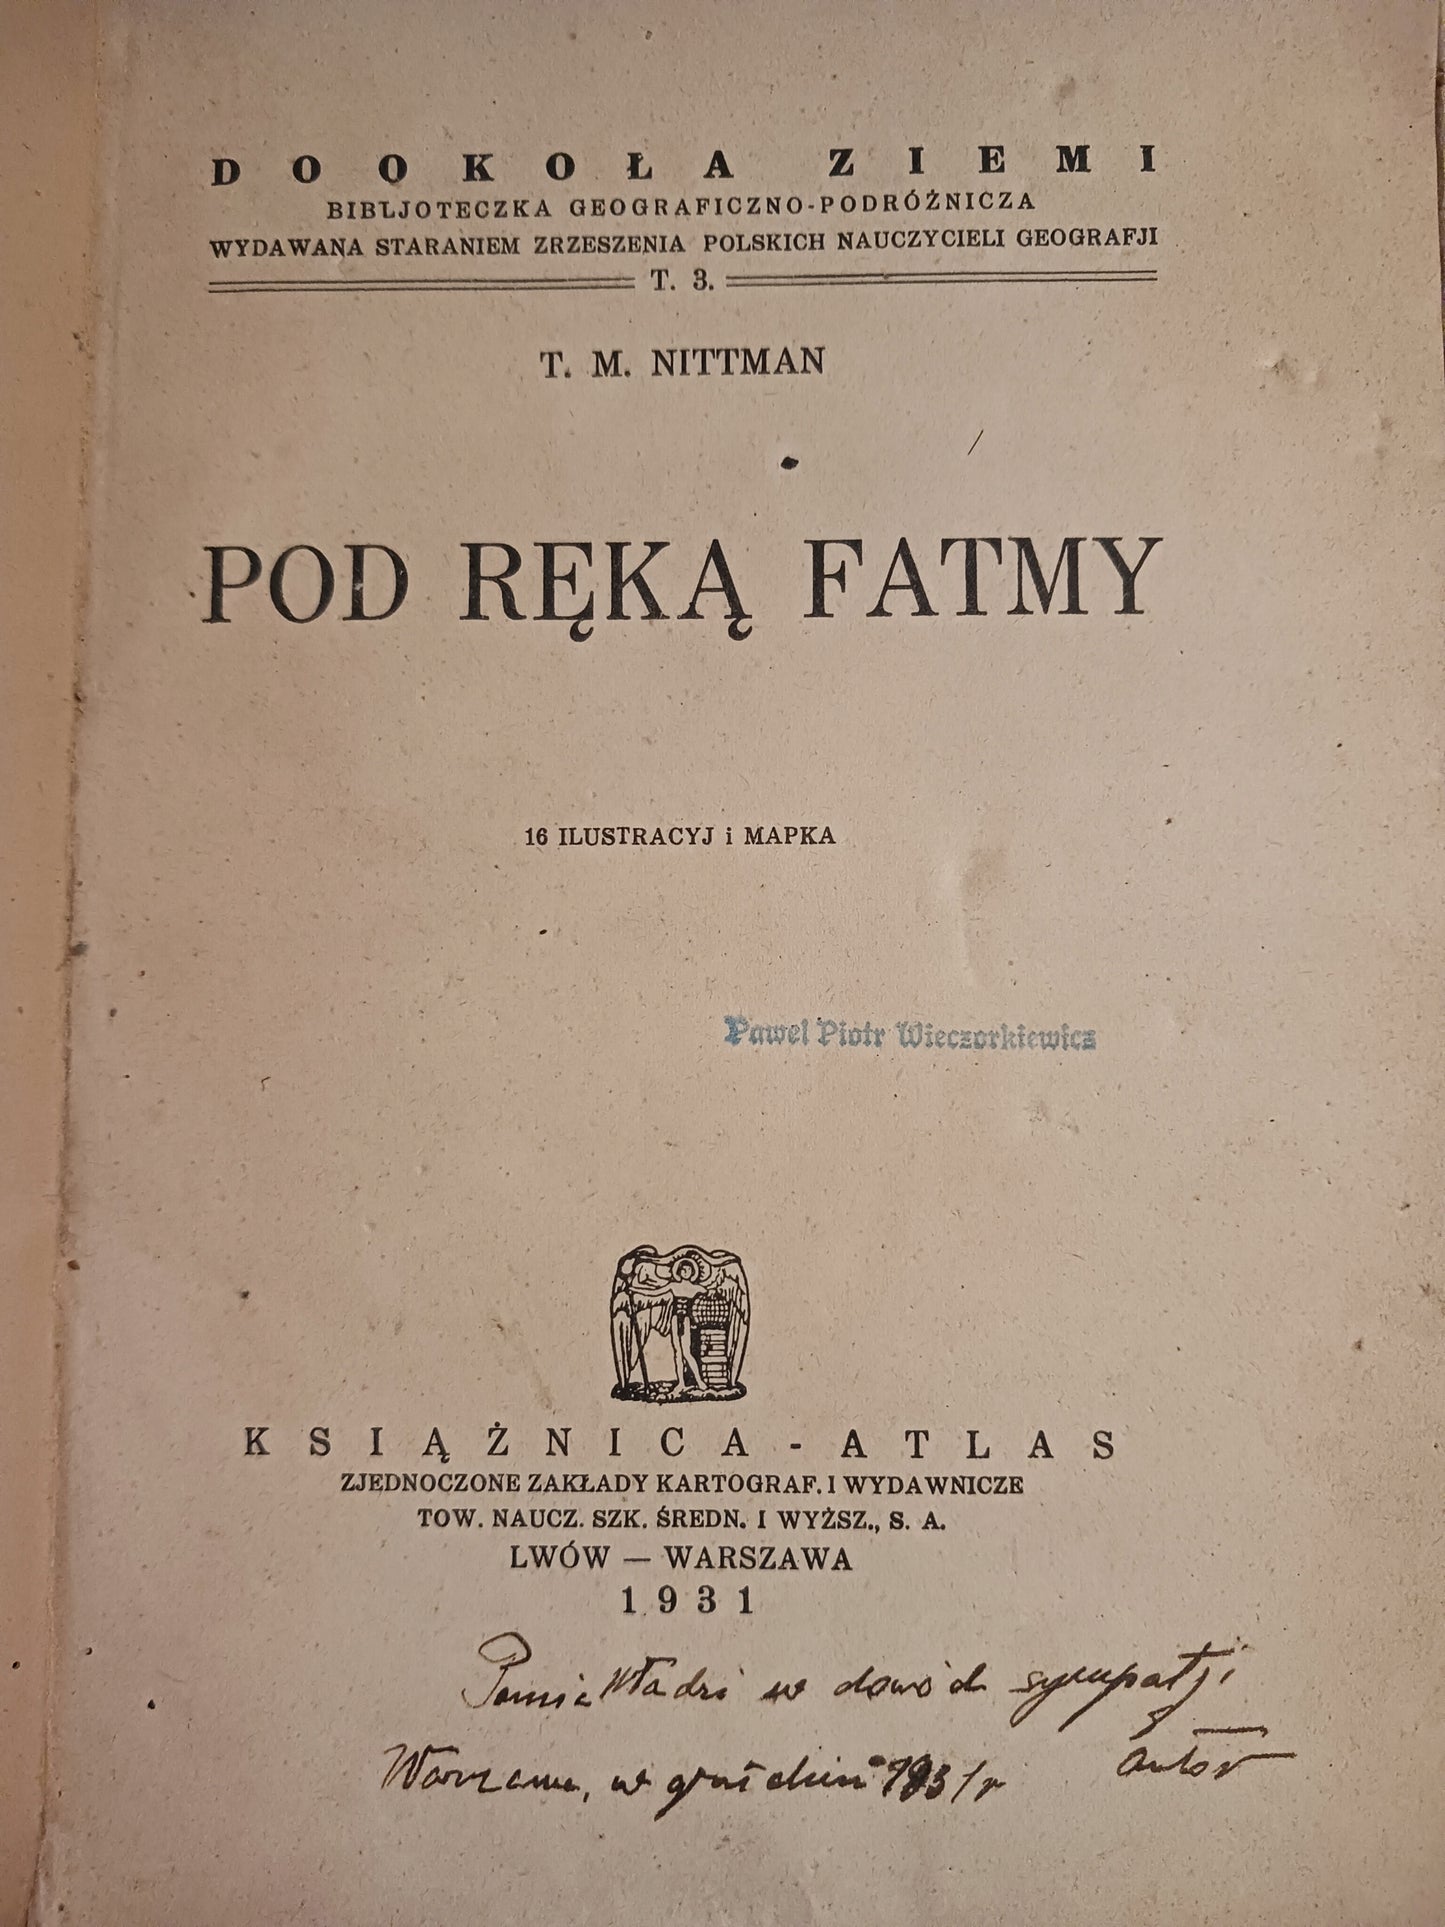 DOOKOŁA ZIEMI
BIBLJOTECZKA GEOGRAFICZNO-PODRÓŻNICZA
WYDAWANA STARANIEM ZRZESZENIA POLSKICH NAUCZYCIELI GEOGRAFJI
T. 3.
T. M. NITTMAN
POD RĘKĄ FATMY
16 ILUSTRACYJ i MAPKA
Paweł Piotr Wieczorkiewicz
KSIĄŻNICA-ATLAS
ZJEDNOCZONE ZAKŁADY KARTOGRAF. I WYDAWNICZE
TOW. NAUCZ. SZK. ŚREDN. I WYŻSZ., S. A.
LWÓW — WARSZAWA
1931
Panie Władzi w dowód sympatji
Autor
Warszawa, w grudniu 1931 r